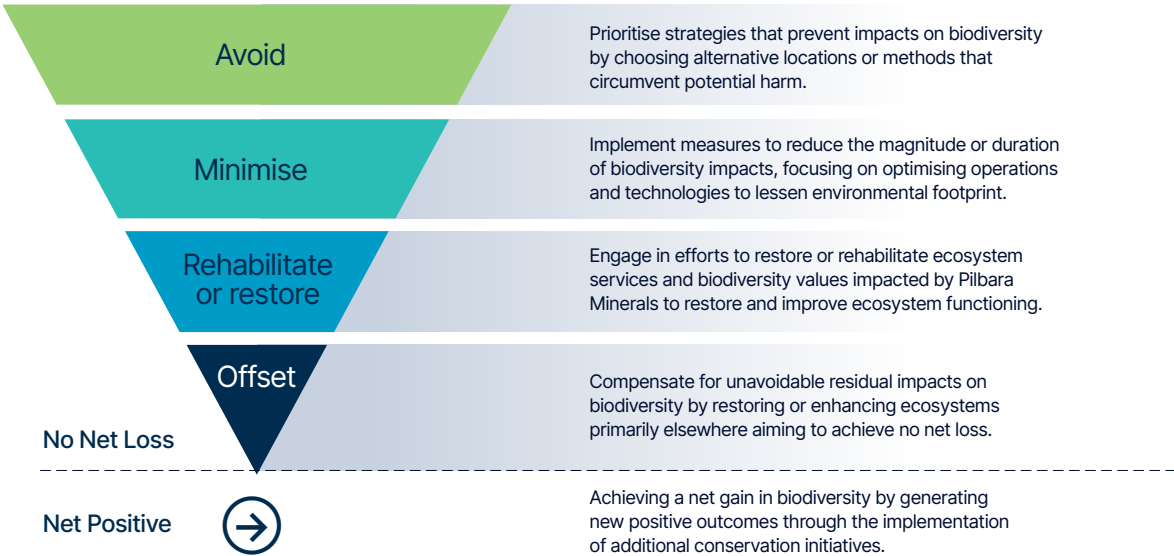 Avoid
Prioritise strategies that prevent impacts on biodiversity
by choosing alternative locations or methods that
circumvent potential harm.
Minimise
Implement measures to reduce the magnitude or duration
of biodiversity impacts, focusing on optimising operations
and technologies to lessen environmental footprint.
Rehabilitate
or restore
Engage in efforts to restore or rehabilitate ecosystem
services and biodiversity values impacted by Pilbara
Minerals to restore and improve ecosystem functioning.
Offset
Compensate for unavoidable residual impacts on
biodiversity by restoring or enhancing ecosystems
primarily elsewhere aiming to achieve no net loss.
No Net Loss
Net Positive
Achieving a net gain in biodiversity by generating
new positive outcomes through the implementation
of additional conservation initiatives.